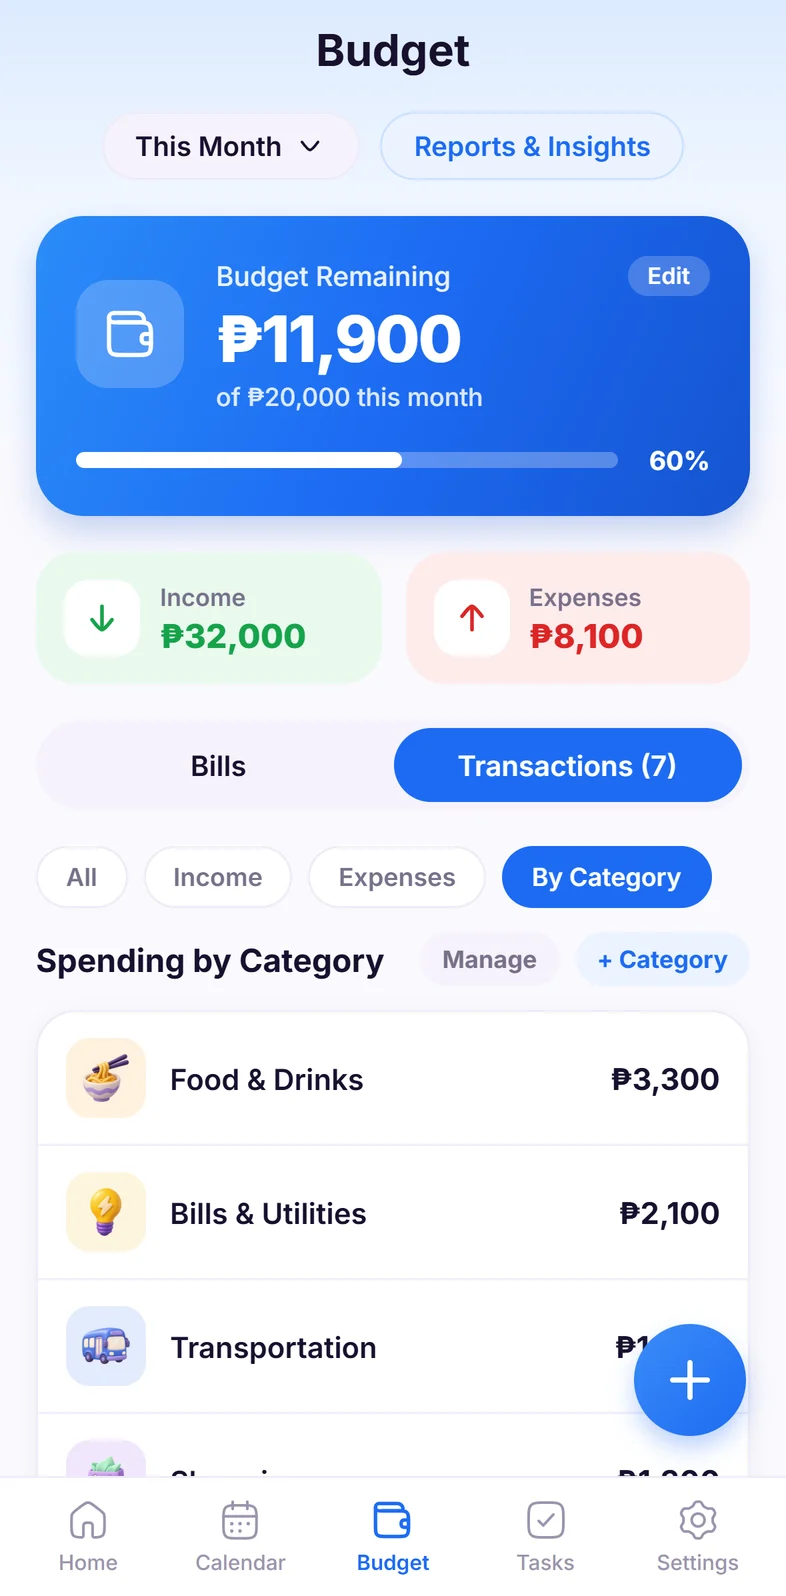 Budget
This Month
Reports & Insights
Budget Remaining
Edit
₱11,900
of ₱20,000 this month
60%
Income
₱32,000
Expenses
₱8,100
Bills
Transactions (7)
All
Income
Expenses
By Category
Spending by Category
Manage
+ Category
Food & Drinks
₱3,300
Bills & Utilities
₱2,100
Transportation
Home
Calendar
Budget
Tasks
Settings